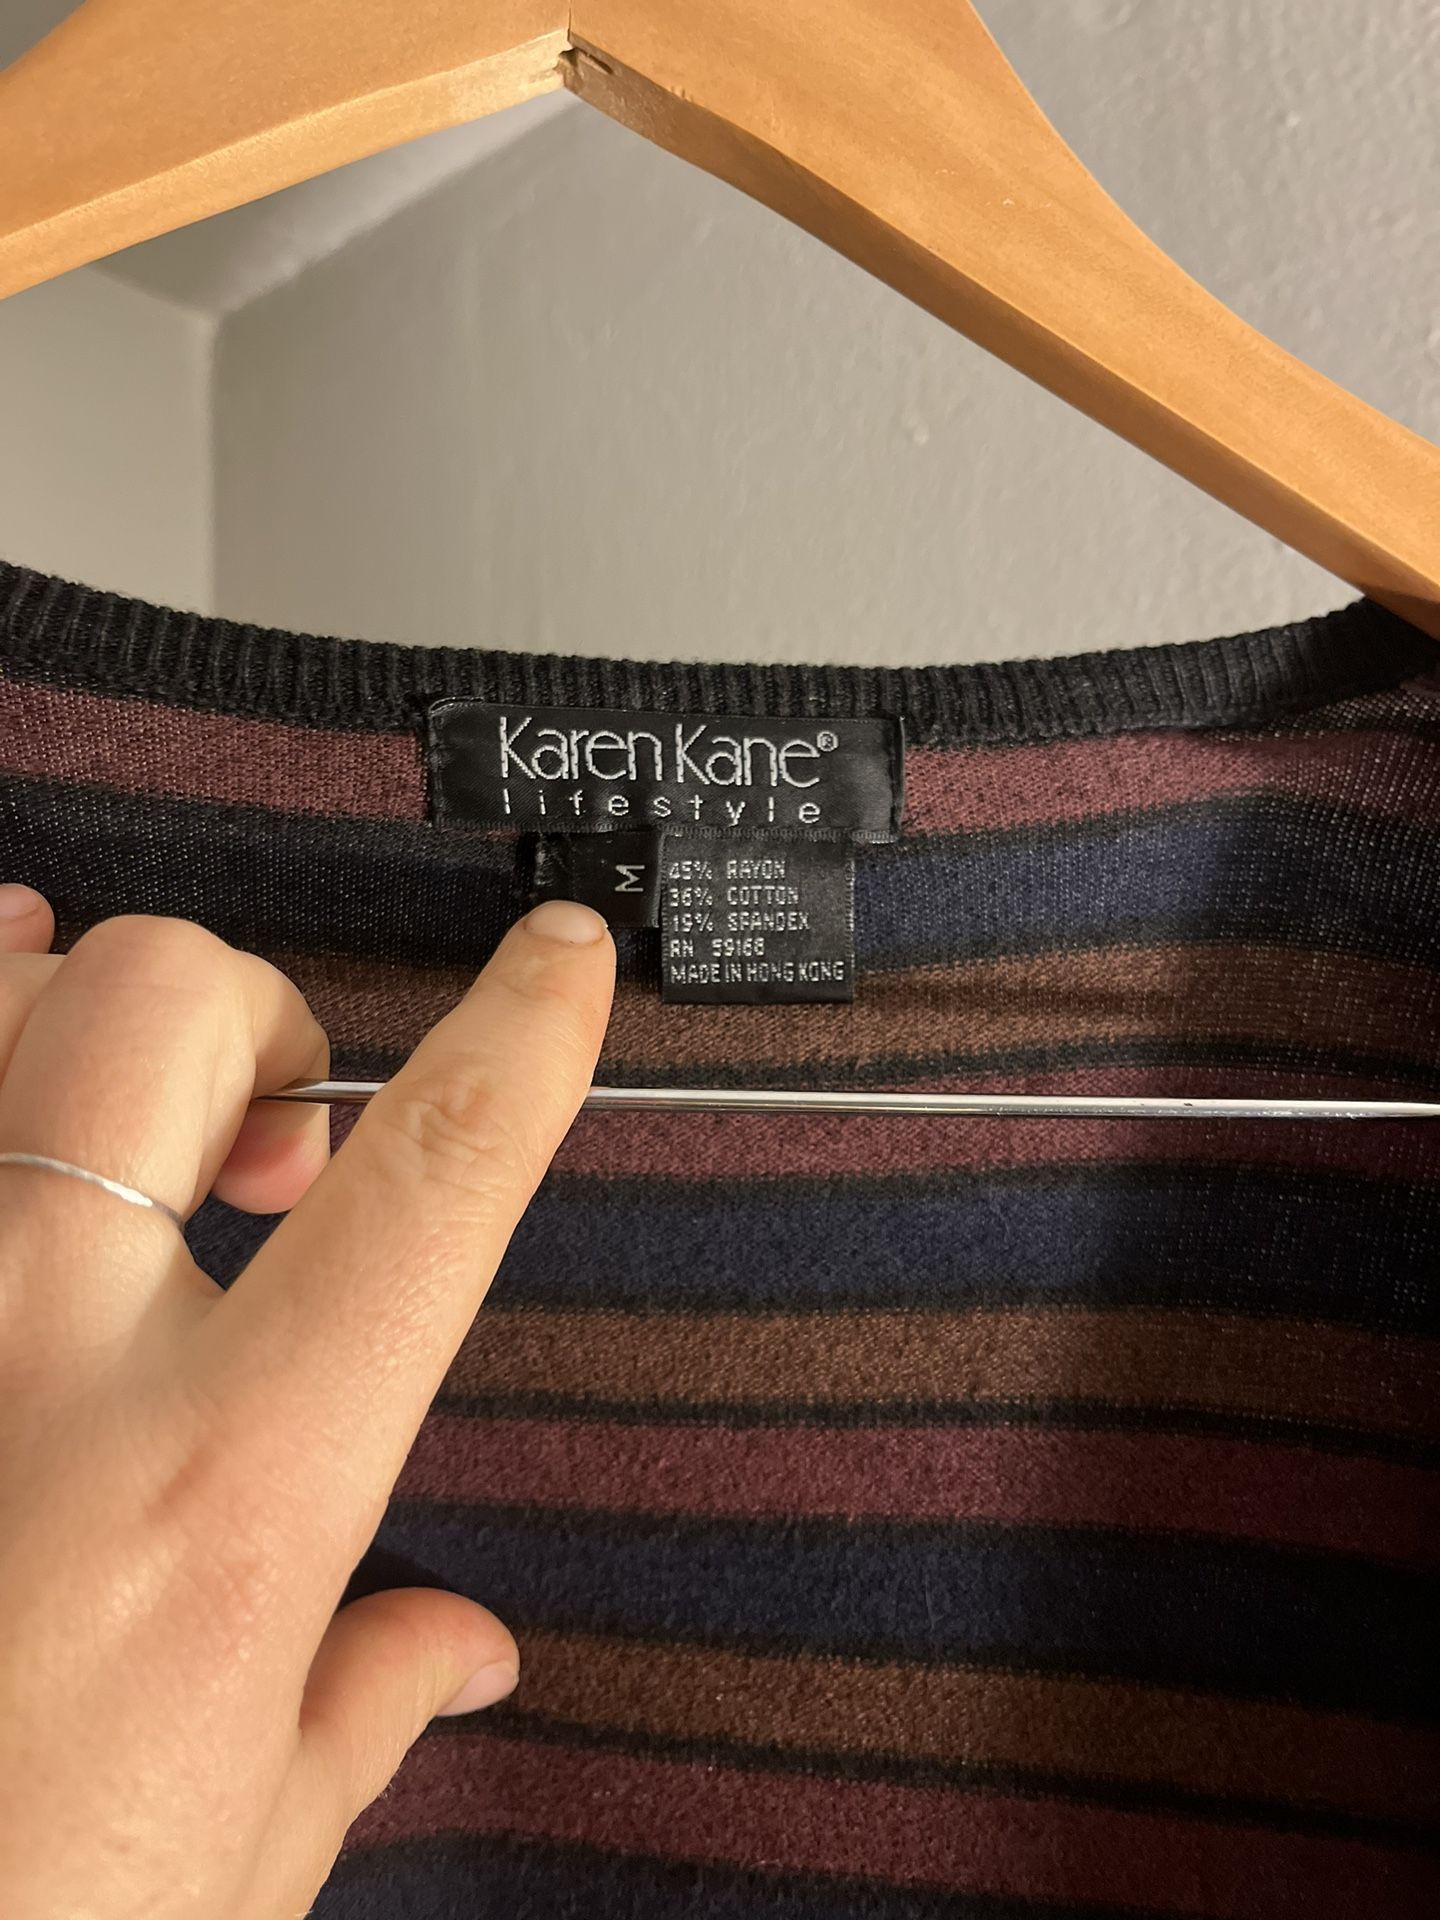 Karen Kane®
lifestyle
M
45% RAYON
36% COTTON
19% SPANDEX
RN 59168
MADE IN HONG KONG